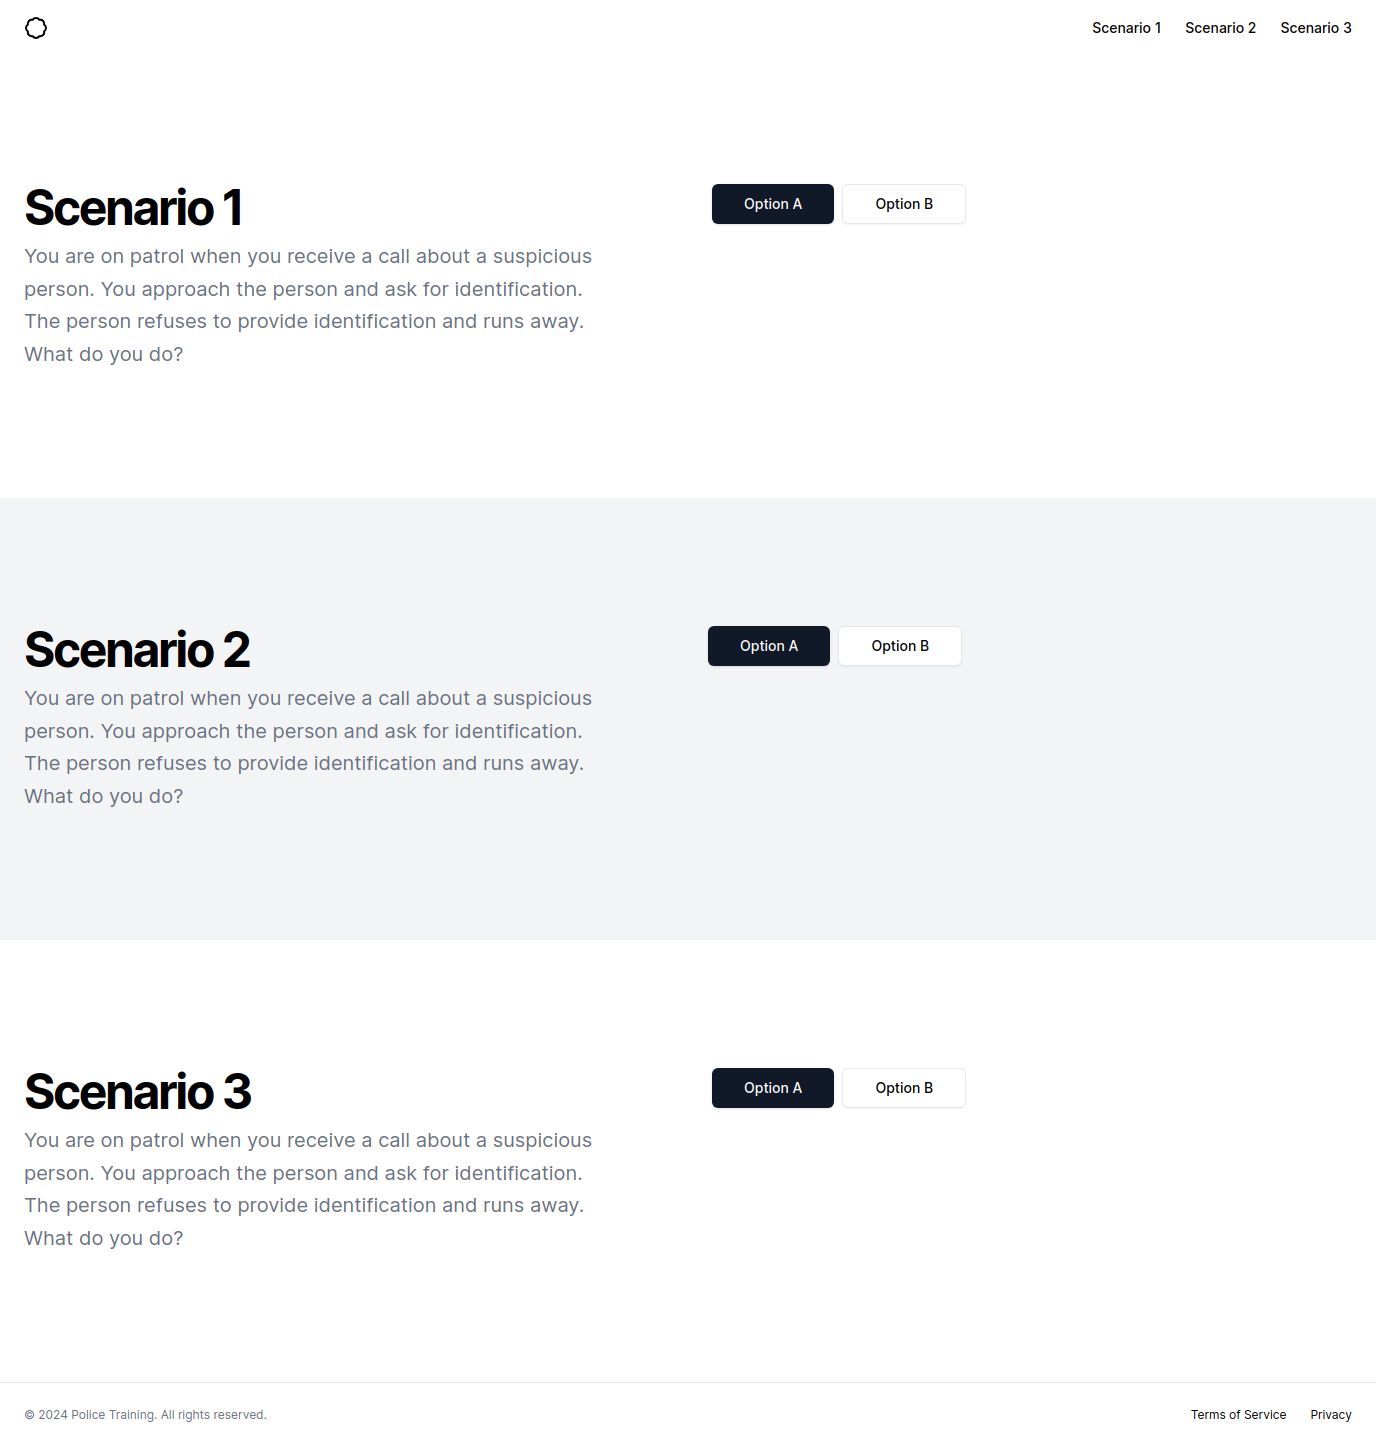 Scenario 1 Scenario 2 Scenario 3
Scenario 1
You are on patrol when you receive a call about a suspicious
person. You approach the person and ask for identification.
The person refuses to provide identification and runs away.
What do you do?
Option A Option B
Scenario 2
You are on patrol when you receive a call about a suspicious
person. You approach the person and ask for identification.
The person refuses to provide identification and runs away.
What do you do?
Option A Option B
Scenario 3
You are on patrol when you receive a call about a suspicious
person. You approach the person and ask for identification.
The person refuses to provide identification and runs away.
What do you do?
Option A Option B
© 2024 Police Training. All rights reserved.
Terms of Service Privacy